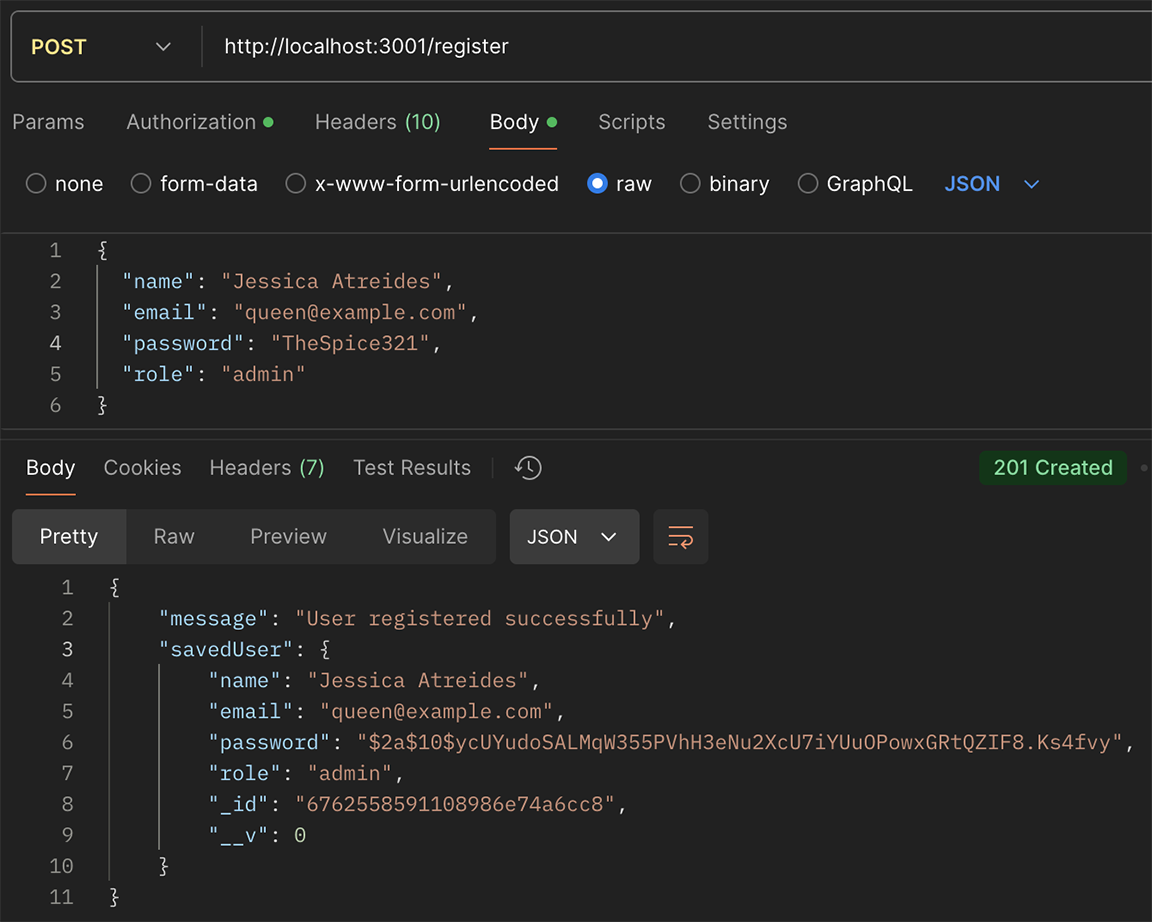 POST http://localhost:3001/register
Params Authorization Headers (10) Body Scripts Settings
none form-data x-www-form-urlencoded raw binary GraphQL JSON
1 {
2 "name": "Jessica Atreides",
3 "email": "queen@example.com",
4 "password": "TheSpice321",
5 "role": "admin"
6 }
Body Cookies Headers (7) Test Results 201 Created
Pretty Raw Preview Visualize JSON
1 {
2 "message": "User registered successfully",
3 "savedUser": {
4 "name": "Jessica Atreides",
5 "email": "queen@example.com",
6 "password": "$2a$10$ycUYudoSALMqW355PVhH3eNu2XcU7iYUuOPowxGRtQZIF8.Ks4fvy",
7 "role": "admin",
8 "_id": "6762558591108986e74a6cc8",
9 "__v": 0
10 }
11 }